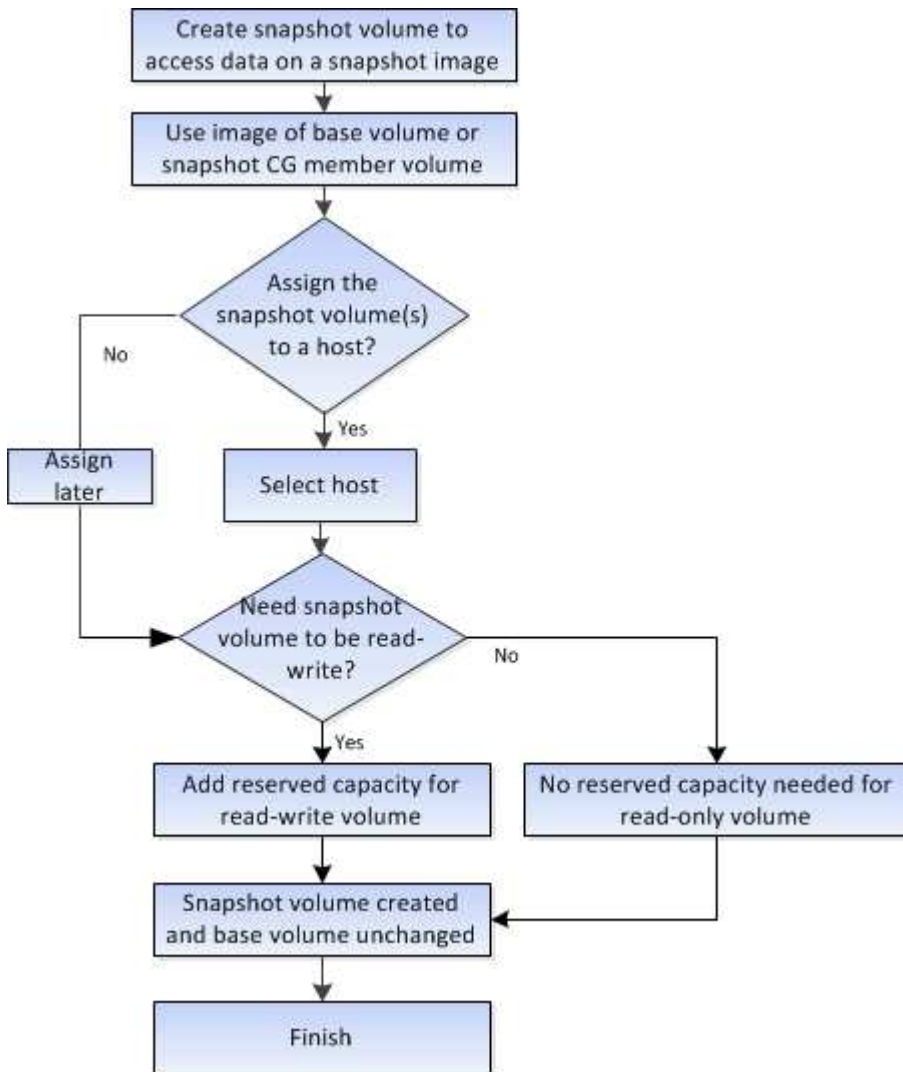 Create snapshot volume to
access data on a snapshot image
Use image of base volume or
snapshot CG member volume
Assign the
snapshot volume(s)
to a host?
No
Yes
Assign
later
Select host
Need snapshot
volume to be read-
write?
No
Yes
Add reserved capacity for
read-write volume
No reserved capacity needed for
read-only volume
Snapshot volume created
and base volume unchanged
Finish